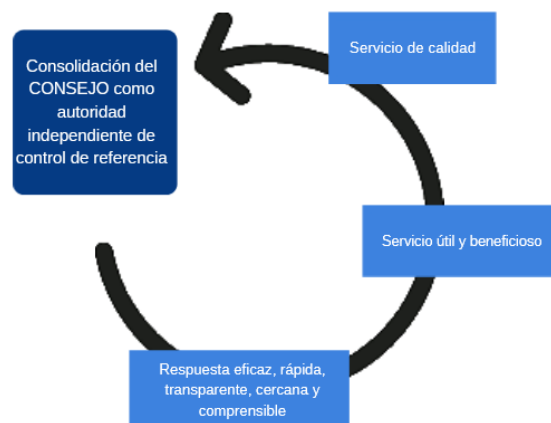 Consolidación del
CONSEJO como
autoridad
independiente de
control de referencia
Servicio de calidad
Servicio útil y beneficioso
Respuesta eficaz, rápida,
transparente, cercana y
comprensible